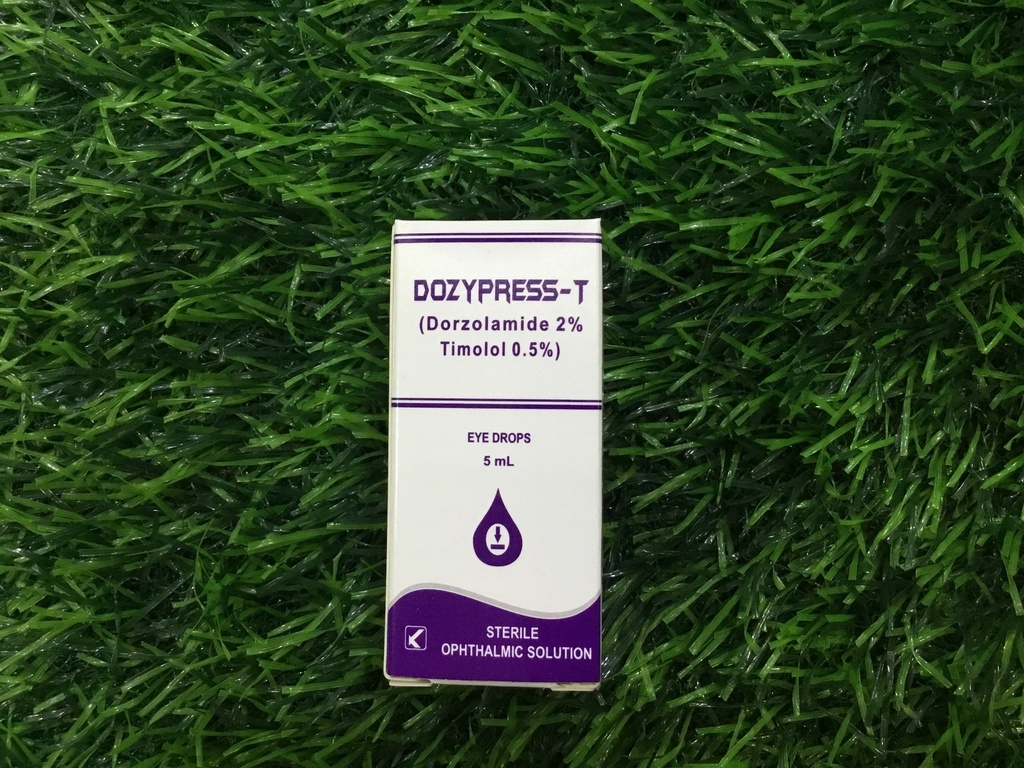 DOZYPRESS-T
(Dorzolamide 2%
Timolol 0.5%)
EYE DROPS
5 mL
STERILE
OPHTHALMIC SOLUTION